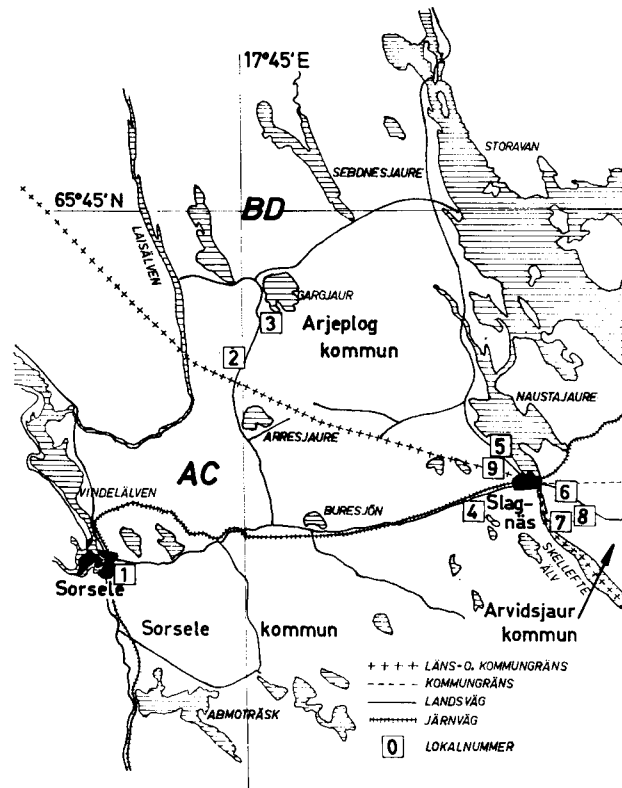 17°45′E
STORAVAN
SEBDNESJAURE
65°45′N
BD
LAISÄLVEN
GARGJAUR
3
Arjeplog
kommun
2
NAUSTAJAURE
ARRESJAURE
5
AC
9
VINDELÄLVEN
BURESJÖN
4
Slag-
näs
6
7
8
SKELLEFTE
ÄLV
1
Sorsele
Arvidsjaur
kommun
Sorsele kommun
ABMOTRÄSK
LÄNS- O. KOMMUNGRÄNS
KOMMUNGRÄNS
LANDSVÄG
JÄRNVÄG
0 LOKALNUMMER